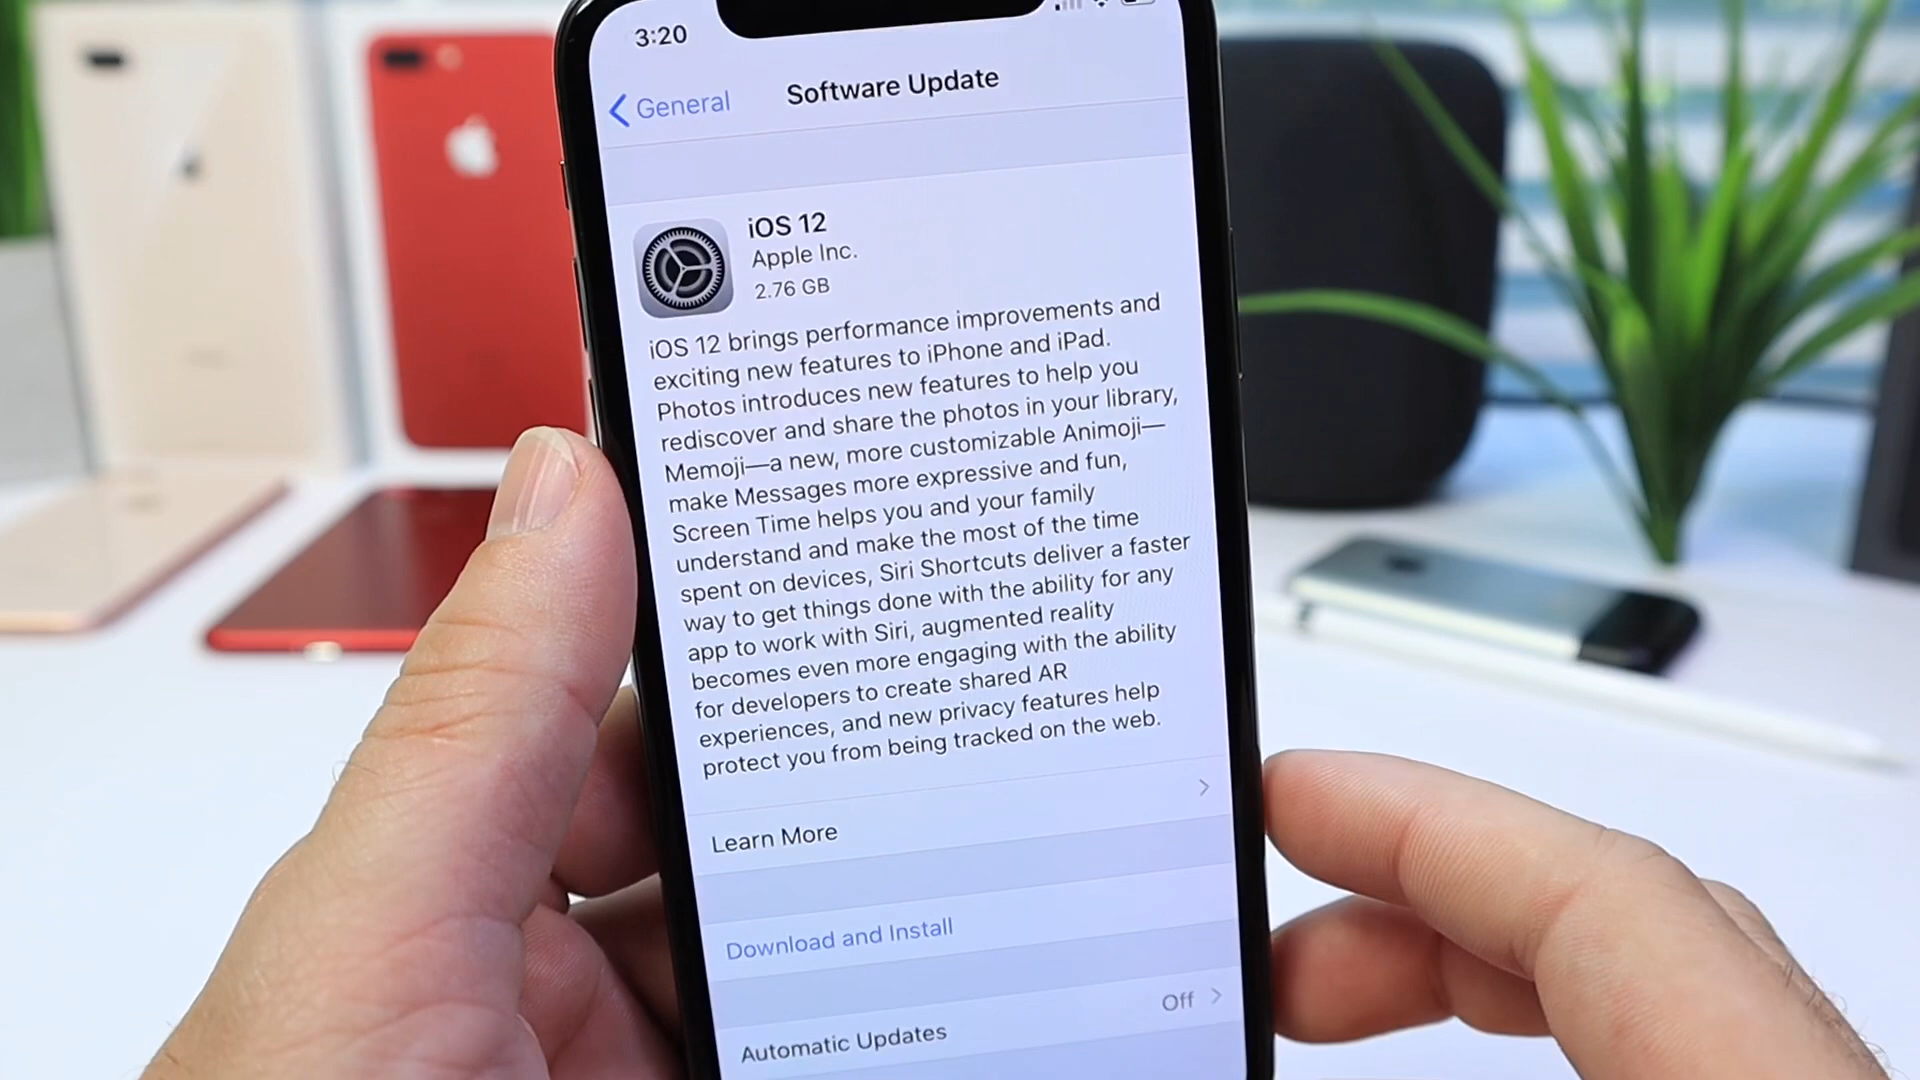 3:20
General
Software Update
iOS 12
Apple Inc.
2.76 GB
iOS 12 brings performance improvements and
exciting new features to iPhone and iPad.
Photos introduces new features to help you
rediscover and share the photos in your library,
Memoji—a new, more customizable Animoji—
make Messages more expressive and fun,
Screen Time helps you and your family
understand and make the most of the time
spent on devices, Siri Shortcuts deliver a faster
way to get things done with the ability for any
app to work with Siri, augmented reality
becomes even more engaging with the ability
for developers to create shared AR
experiences, and new privacy features help
protect you from being tracked on the web.
Learn More
Download and Install
Automatic Updates
Off